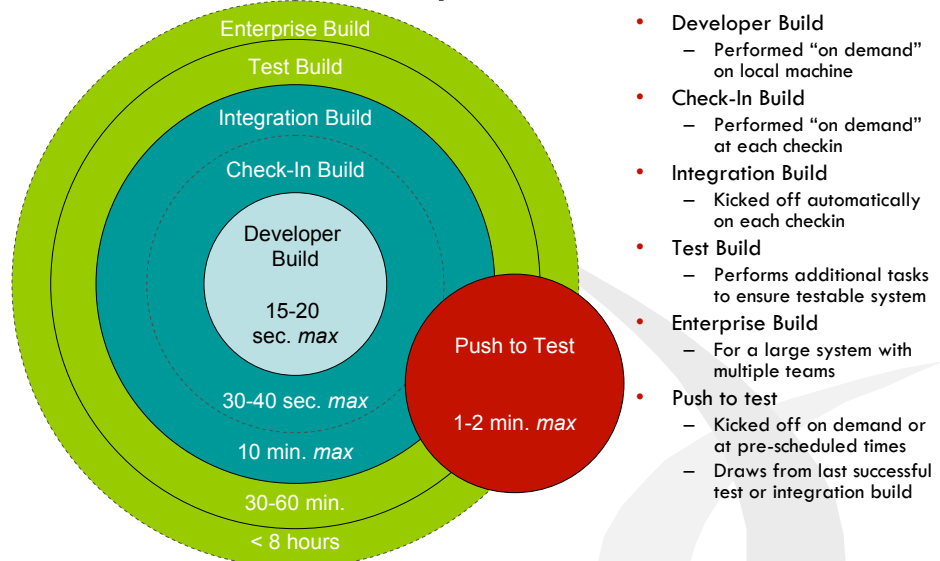 Enterprise Build
Test Build
Integration Build
Check-In Build
Developer
Build
15-20
sec. max
30-40 sec. max
10 min. max
30-60 min.
< 8 hours
Push to Test
1-2 min. max
• Developer Build
– Performed “on demand”
on local machine
• Check-In Build
– Performed “on demand”
at each checkin
• Integration Build
– Kicked off automatically
on each checkin
• Test Build
– Performs additional tasks
to ensure testable system
• Enterprise Build
– For a large system with
multiple teams
• Push to test
– Kicked off on demand or
at pre-scheduled times
– Draws from last successful
test or integration build